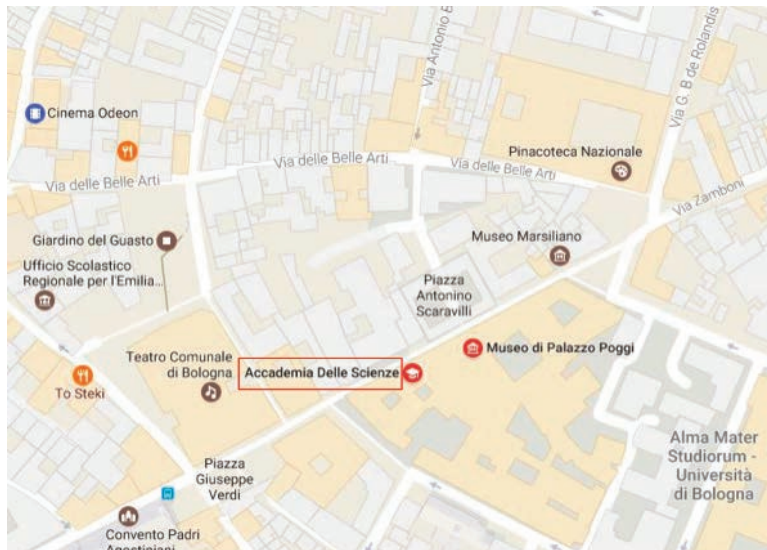 Via Antonio B
Via G. B de Rolandis
Cinema Odeon
Pinacoteca Nazionale
Via delle Belle Arti
Via delle Belle Arti
Via delle Belle Arti
Via Zamboni
Giardino del Guasto
Museo Marsiliano
Ufficio Scolastico
Regionale per l'Emilia...
Piazza
Antonino
Scaravilli
Teatro Comunale
di Bologna
Accademia Delle Scienze
Museo di Palazzo Poggi
To Steki
Alma Mater
Studiorum -
Università
di Bologna
Piazza
Giuseppe
Verdi
Convento Padri
Agostiniani